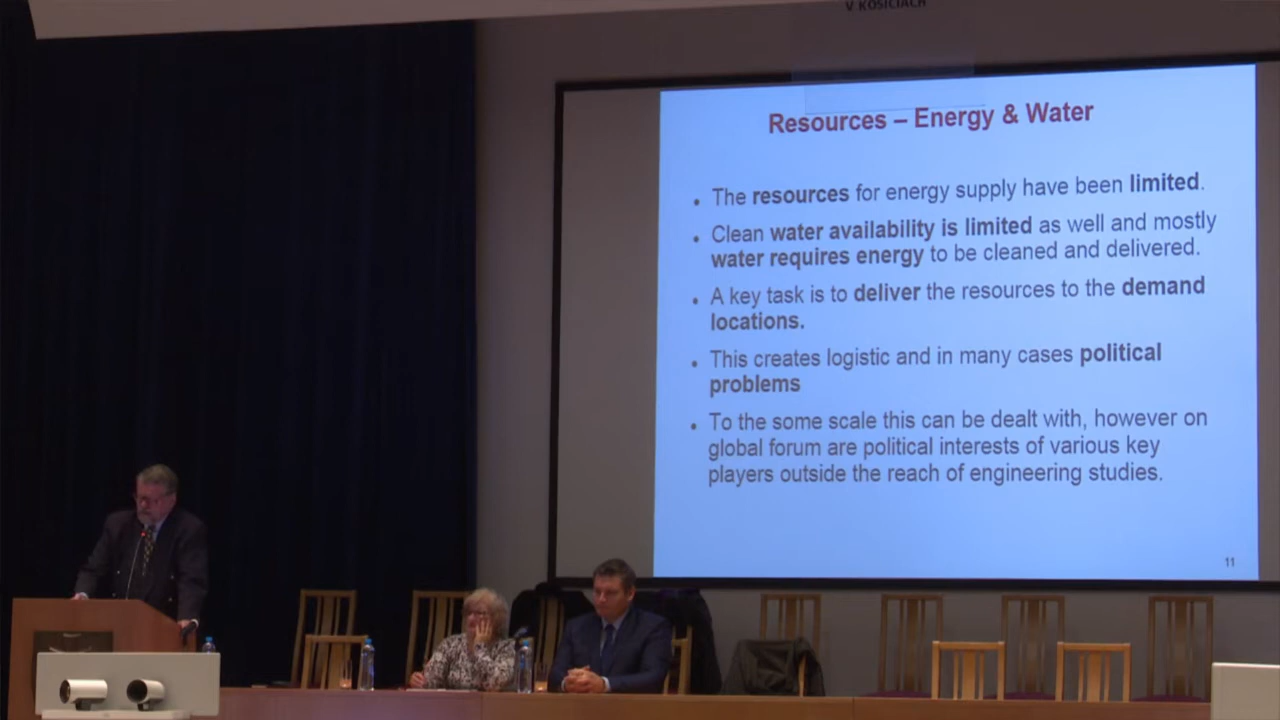 V KOŠICIACH
Resources – Energy & Water
• The resources for energy supply have been limited.
• Clean water availability is limited as well and mostly
water requires energy to be cleaned and delivered.
• A key task is to deliver the resources to the demand
locations.
• This creates logistic and in many cases political
problems
• To the some scale this can be dealt with, however on
global forum are political interests of various key
players outside the reach of engineering studies.
11